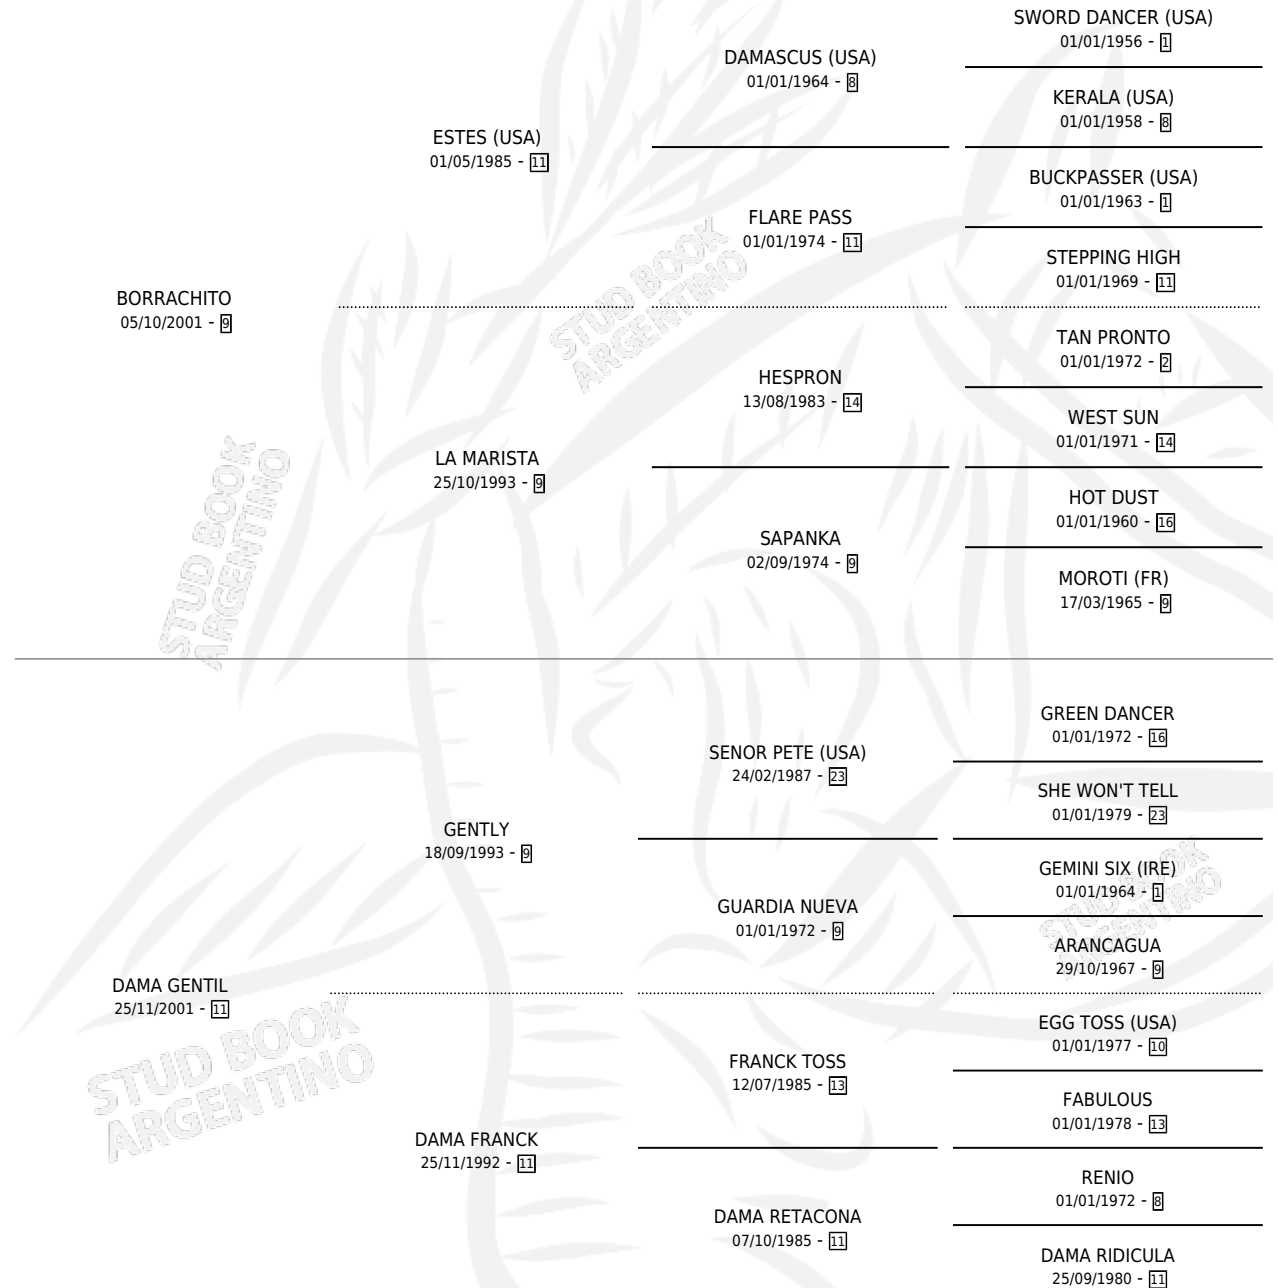 SWORD DANCER (USA)
01/01/1956 - 1
DAMASCUS (USA)
01/01/1964 - 8
KERALA (USA)
01/01/1958 - 8
ESTES (USA)
01/05/1985 - 11
BUCKPASSER (USA)
01/01/1963 - 1
FLARE PASS
01/01/1974 - 11
STEPPING HIGH
01/01/1969 - 11
BORRACHITO
05/10/2001 - 9
TAN PRONTO
01/01/1972 - 2
HESPRON
13/08/1983 - 14
WEST SUN
01/01/1971 - 14
LA MARISTA
25/10/1993 - 9
HOT DUST
01/01/1960 - 16
SAPANKA
02/09/1974 - 9
MOROTI (FR)
17/03/1965 - 9
GREEN DANCER
01/01/1972 - 16
SENOR PETE (USA)
24/02/1987 - 23
SHE WON'T TELL
01/01/1979 - 23
GENTLY
18/09/1993 - 9
GEMINI SIX (IRE)
01/01/1964 - 1
GUARDIA NUEVA
01/01/1972 - 9
ARANCAGUA
29/10/1967 - 9
DAMA GENTIL
25/11/2001 - 11
EGG TOSS (USA)
01/01/1977 - 10
FRANCK TOSS
12/07/1985 - 13
FABULOUS
01/01/1978 - 13
DAMA FRANCK
25/11/1992 - 11
RENIO
01/01/1972 - 8
DAMA RETACONA
07/10/1985 - 11
DAMA RIDICULA
25/09/1980 - 11
STUD BOOK
ARGENTINO
STUD BOOK
ARGENTINO
STUD BOOK
ARGENTINO
STUD BOOK
ARGENTINO